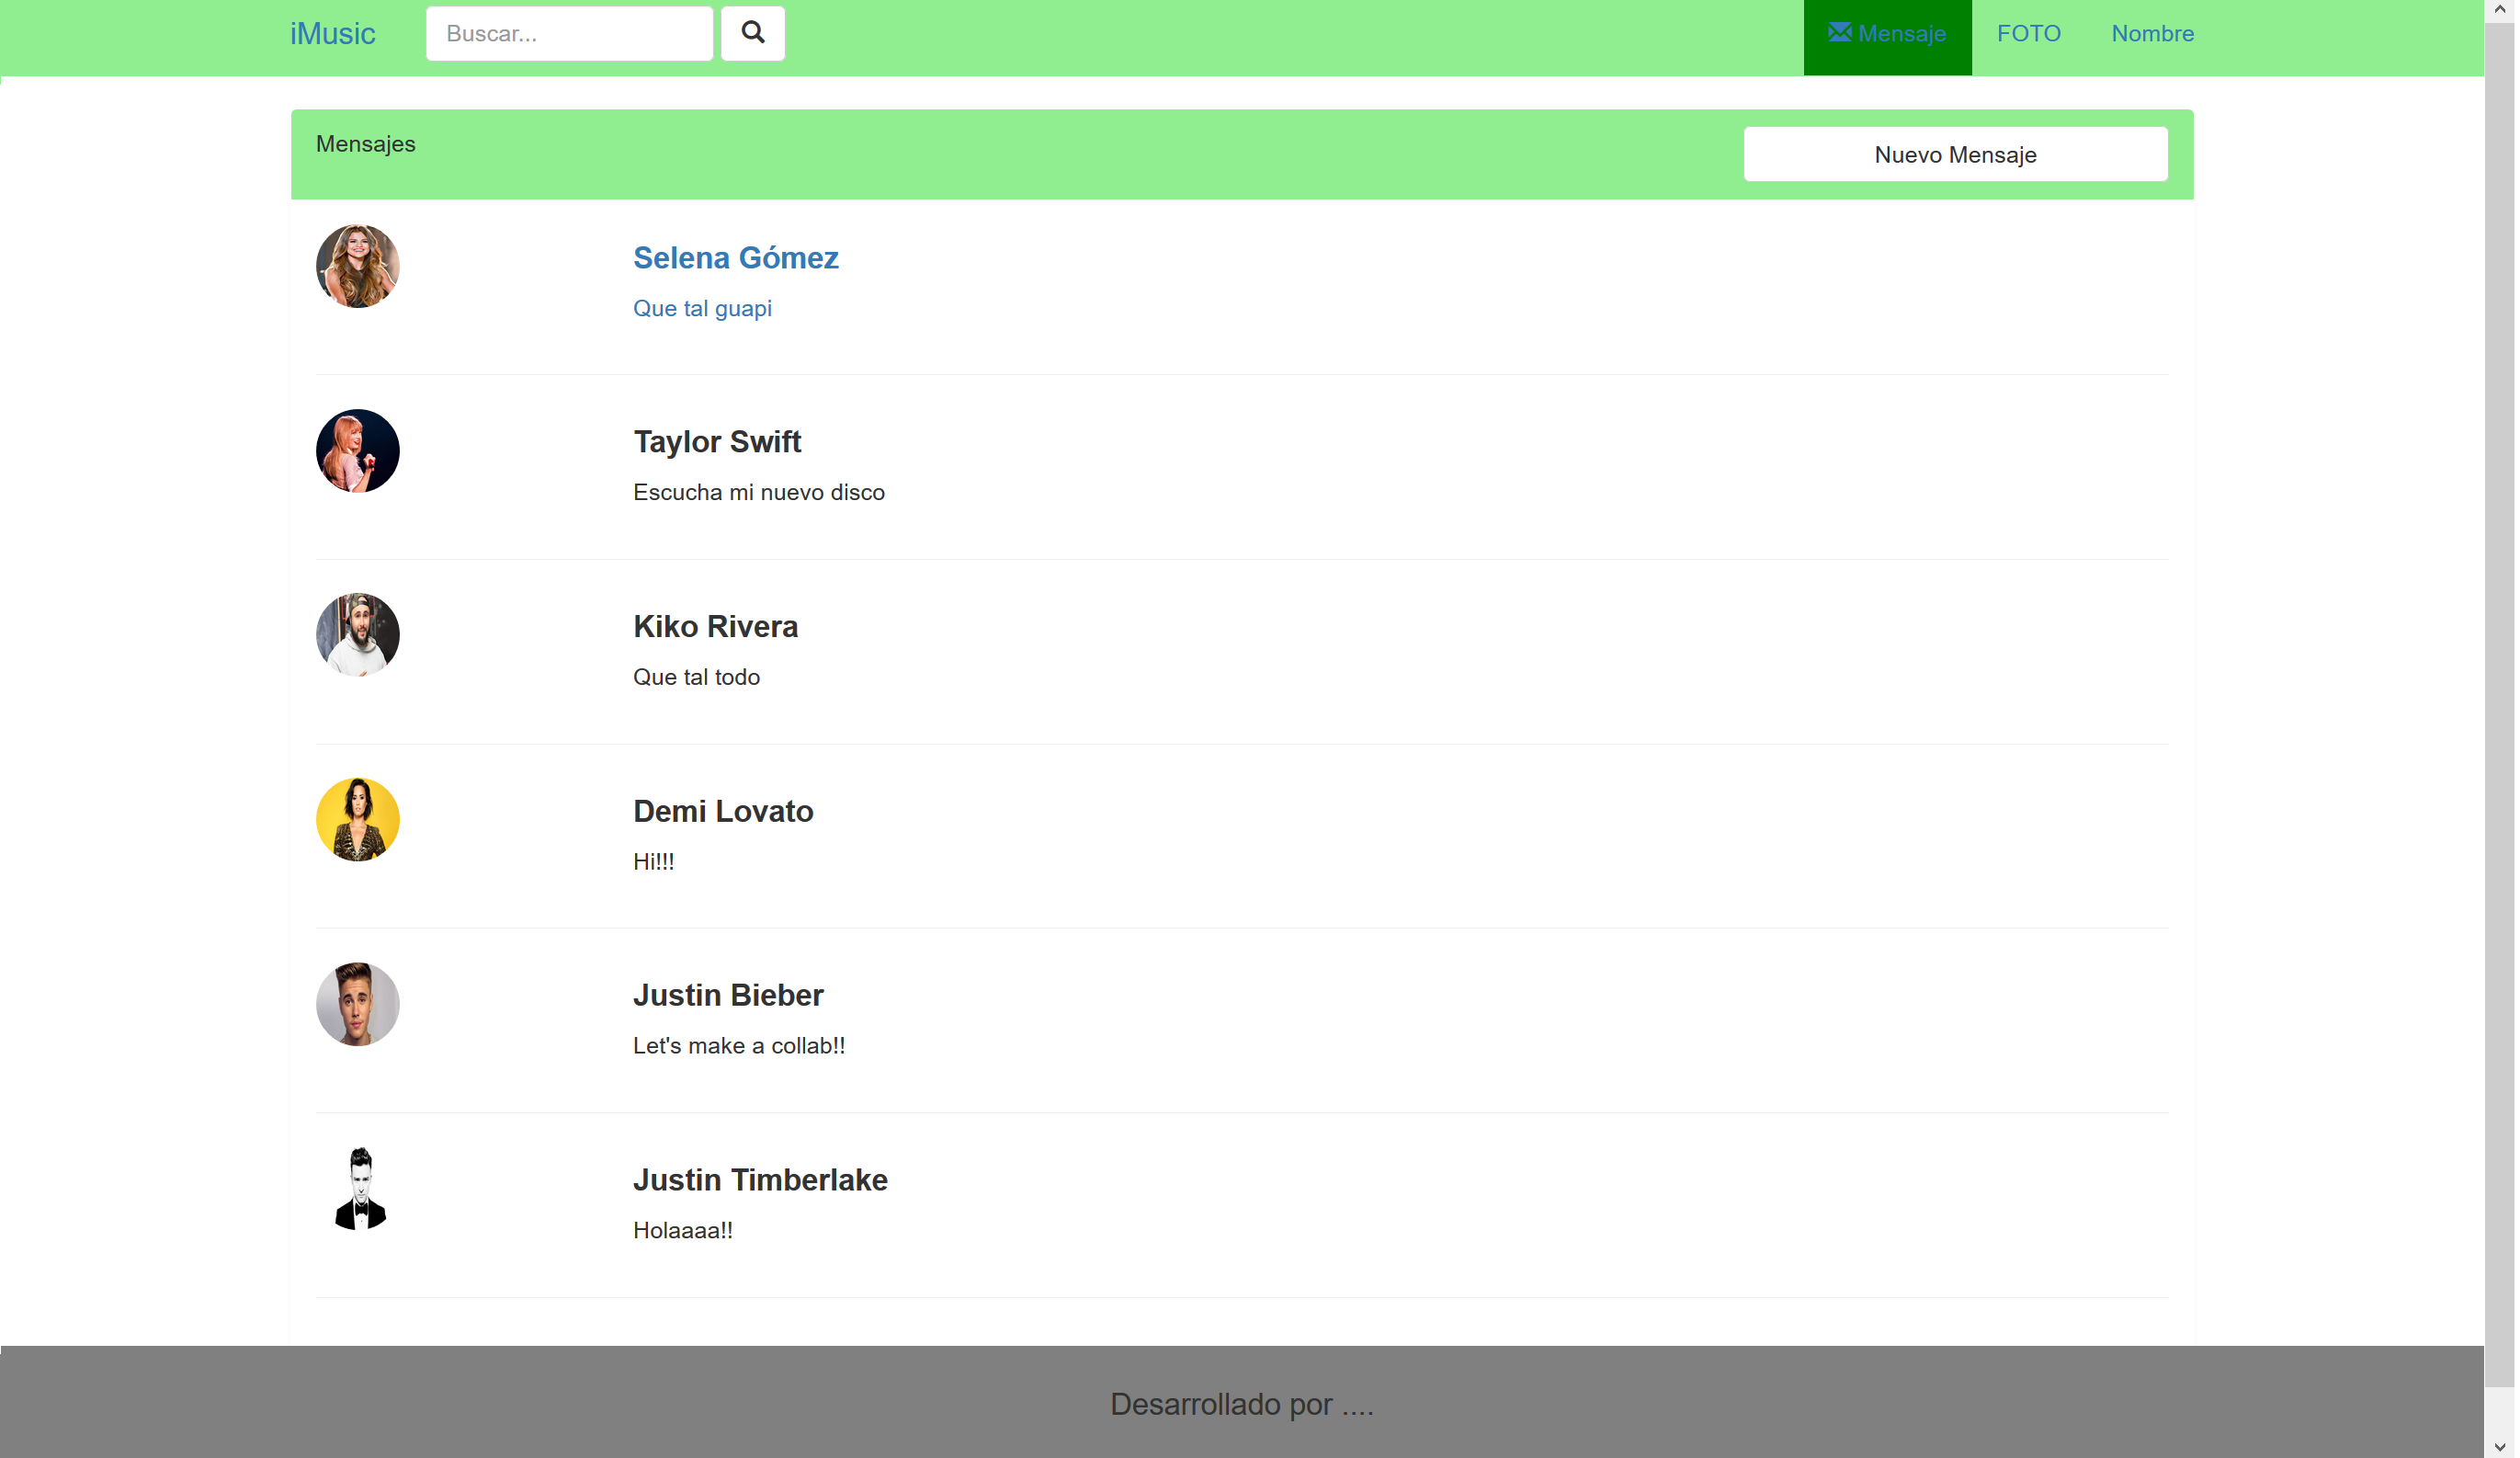 iMusic
Buscar...
Mensaje
FOTO
Nombre
Mensajes
Nuevo Mensaje
Selena Gómez
Que tal guapi
Taylor Swift
Escucha mi nuevo disco
Kiko Rivera
Que tal todo
Demi Lovato
Hi!!!
Justin Bieber
Let's make a collab!!
Justin Timberlake
Holaaaa!!
Desarrollado por ....